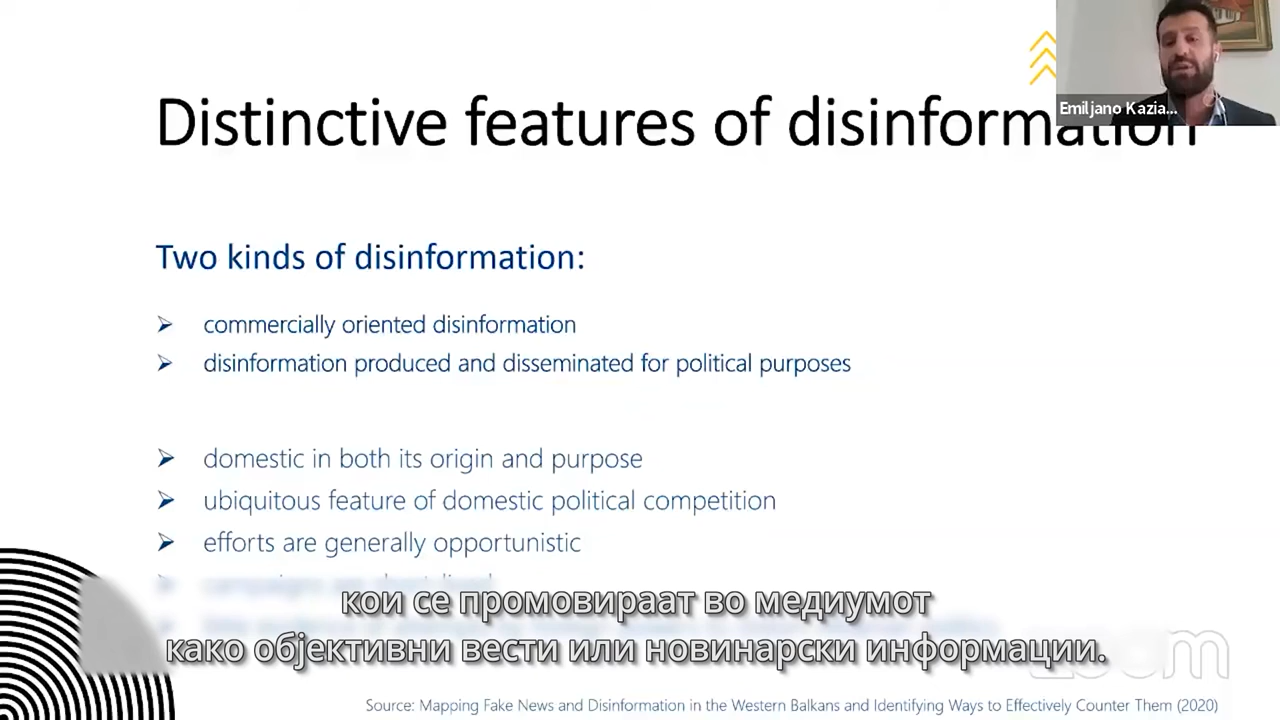 Distinctive features of disinformation
Emiljano Kazia...
Two kinds of disinformation:
➢ commercially oriented disinformation
➢ disinformation produced and disseminated for political purposes
➢ domestic in both its origin and purpose
➢ ubiquitous feature of domestic political competition
➢ efforts are generally opportunistic
кои се промовираат во медиумот
како објективни вести или новинарски информации.
zoom
Source: Mapping Fake News and Disinformation in the Western Balkans and Identifying Ways to Effectively Counter Them (2020)